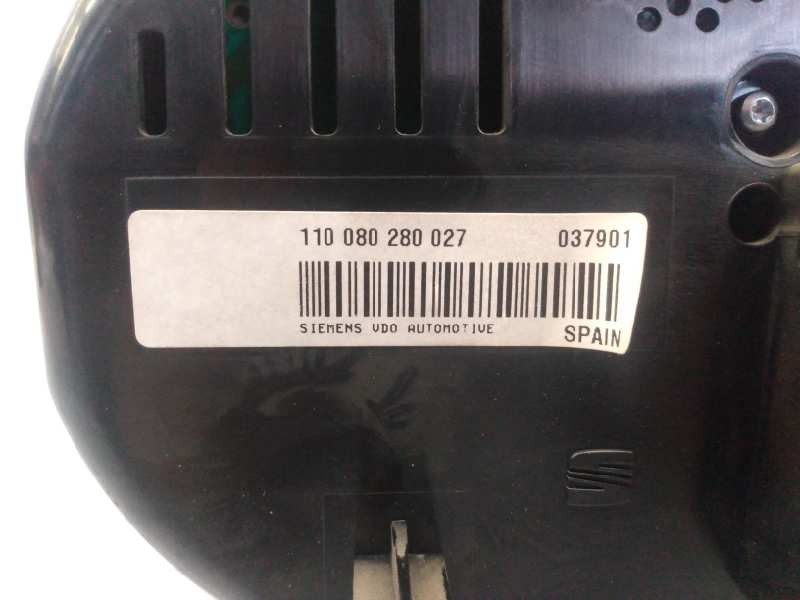 110 080 280 027 037901
SIEMENS VDO AUTOMOTIVE SPAIN